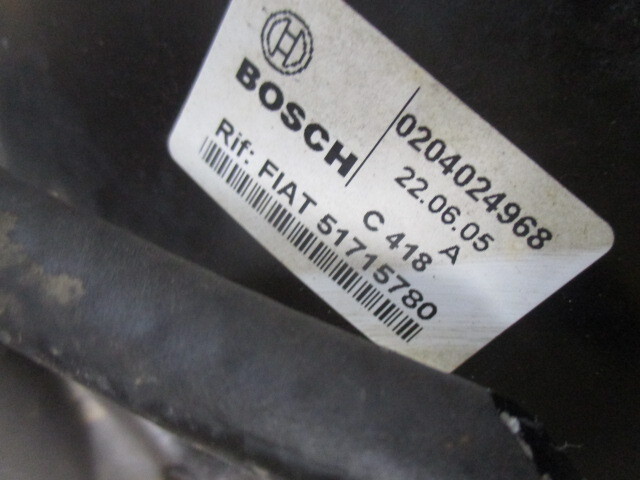 BOSCH
0204024968
22.06.05
C 418 A
Rif: FIAT 51715780